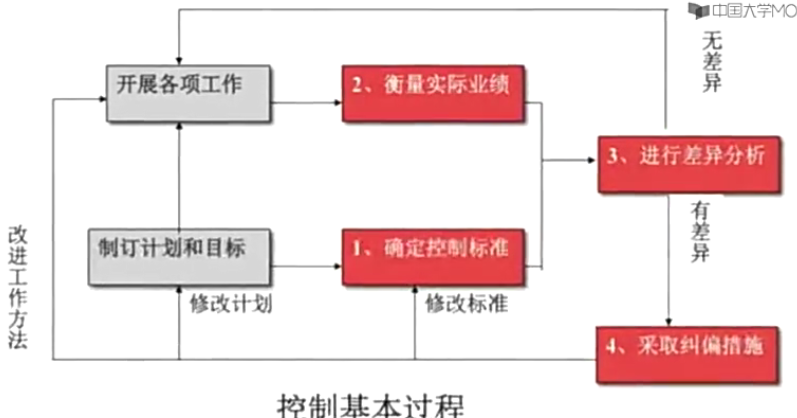 中国大学MO
无差异
开展各项工作
2、衡量实际业绩
3、进行差异分析
有差异
制订计划和目标
1、确定控制标准
改进工作方法
修改计划
修改标准
4、采取纠偏措施
控制基本过程